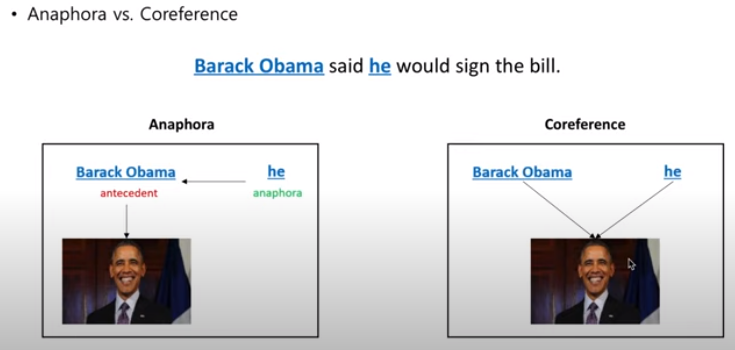 • Anaphora vs. Coreference
Barack Obama said he would sign the bill.
Anaphora
Barack Obama he
antecedent anaphora
Coreference
Barack Obama he